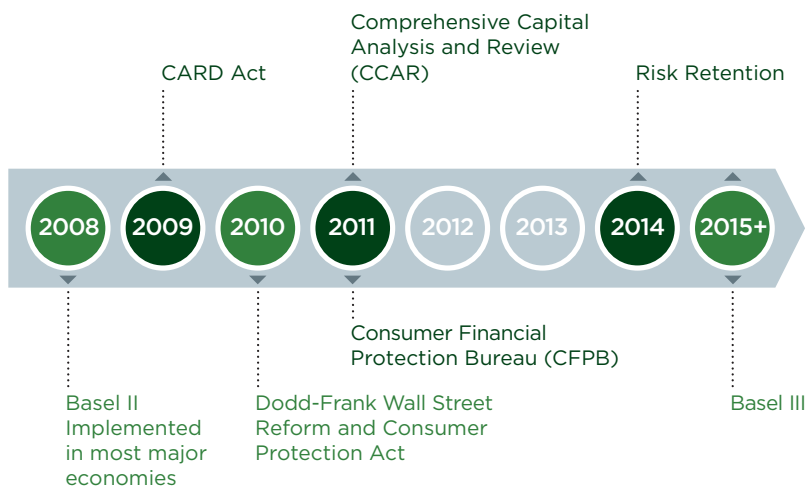 Comprehensive Capital
Analysis and Review
(CCAR)
CARD Act
Risk Retention
2008
2009
2010
2011
2012
2013
2014
2015+
Consumer Financial
Protection Bureau (CFPB)
Basel II
Implemented
in most major
economies
Dodd-Frank Wall Street
Reform and Consumer
Protection Act
Basel III